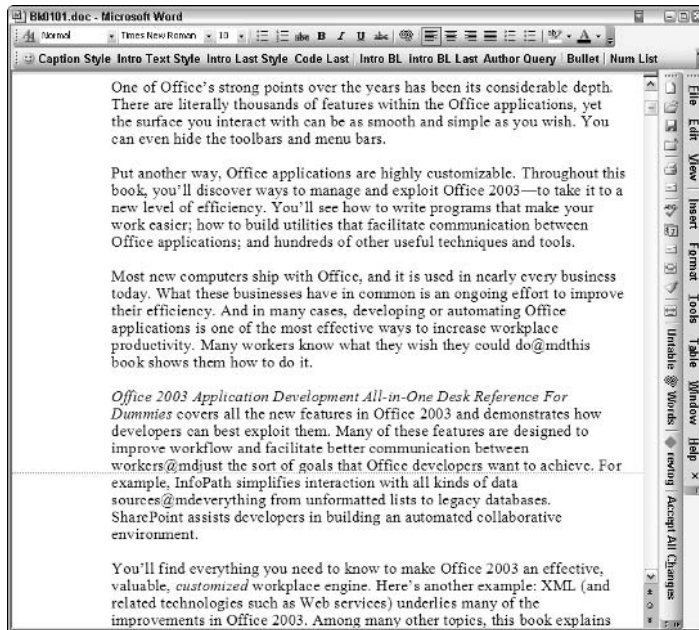 BK0101.doc - Microsoft Word
Normal Times New Roman 10 abc B I U abc A
Caption Style Intro Text Style Intro Last Style Code Last Intro BL Intro BL Last Author Query Bullet Num List
One of Office's strong points over the years has been its considerable depth.
There are literally thousands of features within the Office applications, yet
the surface you interact with can be as smooth and simple as you wish. You
can even hide the toolbars and menu bars.
Put another way, Office applications are highly customizable. Throughout this
book, you'll discover ways to manage and exploit Office 2003—to take it to a
new level of efficiency. You'll see how to write programs that make your
work easier; how to build utilities that facilitate communication between
Office applications; and hundreds of other useful techniques and tools.
Most new computers ship with Office, and it is used in nearly every business
today. What these businesses have in common is an ongoing effort to improve
their efficiency. And in many cases, developing or automating Office
applications is one of the most effective ways to increase workplace
productivity. Many workers know what they wish they could do@mdthis
book shows them how to do it.
Office 2003 Application Development All-in-One Desk Reference For
Dummies covers all the new features in Office 2003 and demonstrates how
developers can best exploit them. Many of these features are designed to
improve workflow and facilitate better communication between
workers@mdjust the sort of goals that Office developers want to achieve. For
example, InfoPath simplifies interaction with all kinds of data
sources@mdeverything from unformatted lists to legacy databases.
SharePoint assists developers in building an automated collaborative
environment.
You'll find everything you need to know to make Office 2003 an effective,
valuable, customized workplace engine. Here's another example: XML (and
related technologies such as Web services) underlies many of the
improvements in Office 2003. Among many other topics, this book explains
Untable Words revtog Accept All Changes
File Edit View Insert Format Tools Table Window Help